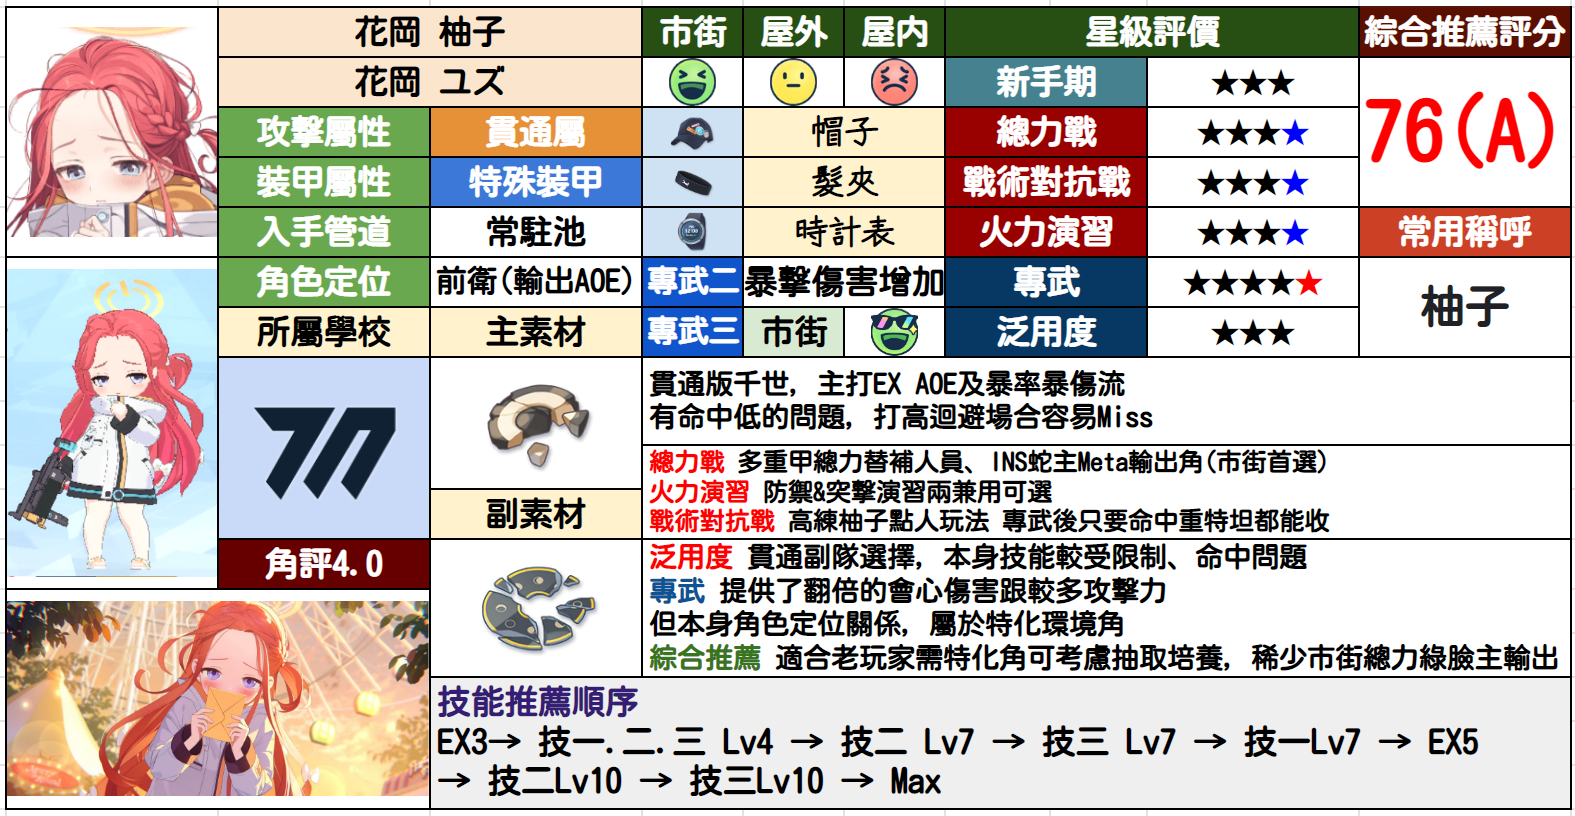 花岡 柚子
市街
屋外
屋内
星級評價
綜合推薦評分
花岡 ユズ
新手期
★★★
76(A)
攻擊屬性
貫通屬
帽子
總力戰
★★★★
裝甲屬性
特殊裝甲
髮夾
戰術對抗戰
★★★★
入手管道
常駐池
時計表
火力演習
★★★★
常用稱呼
角色定位
前衛(輸出AOE)
專武二
暴擊傷害增加
專武
★★★★★
柚子
所屬學校
主素材
專武三
市街
泛用度
★★★
貫通版千世, 主打EX AOE及暴率暴傷流
有命中低的問題, 打高迴避場合容易Miss
總力戰 多重甲總力替補人員、INS蛇主Meta輸出角(市街首選)
火力演習 防禦&突擊演習兩兼用可選
戰術對抗戰 高練柚子點人玩法 專武後只要命中重特坦都能收
副素材
角評4.0
泛用度 貫通副隊選擇, 本身技能較受限制、命中問題
專武 提供了翻倍的會心傷害跟較多攻擊力
但本身角色定位關係, 屬於特化環境角
綜合推薦 適合老玩家需特化角可考慮抽取培養, 稀少市街總力綠臉主輸出
技能推薦順序
EX3→ 技一.二.三 Lv4 → 技二 Lv7 → 技三 Lv7 → 技一Lv7 → EX5
→ 技二Lv10 → 技三Lv10 → Max